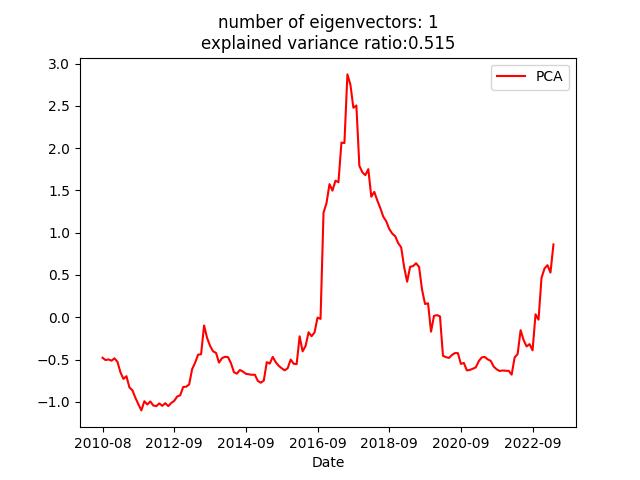 number of eigenvectors: 1
explained variance ratio:0.515
PCA
3.0
2.5
2.0
1.5
1.0
0.5
0.0
−0.5
−1.0
2010-08 2012-09 2014-09 2016-09 2018-09 2020-09 2022-09
Date